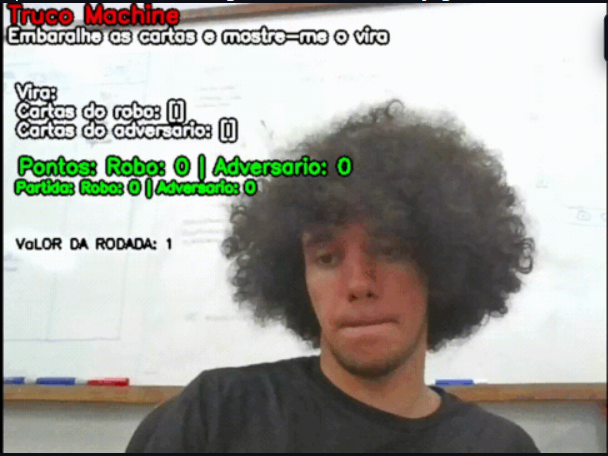 Truco Machine
Embaralhe as cartas e mostre-me o vira
Vira:
Cartas do robo: []
Cartas do adversario: []
Pontos: Robo: 0 | Adversario: 0
Partida: Robo: 0 | Adversario: 0
VaLOR DA RODADA: 1